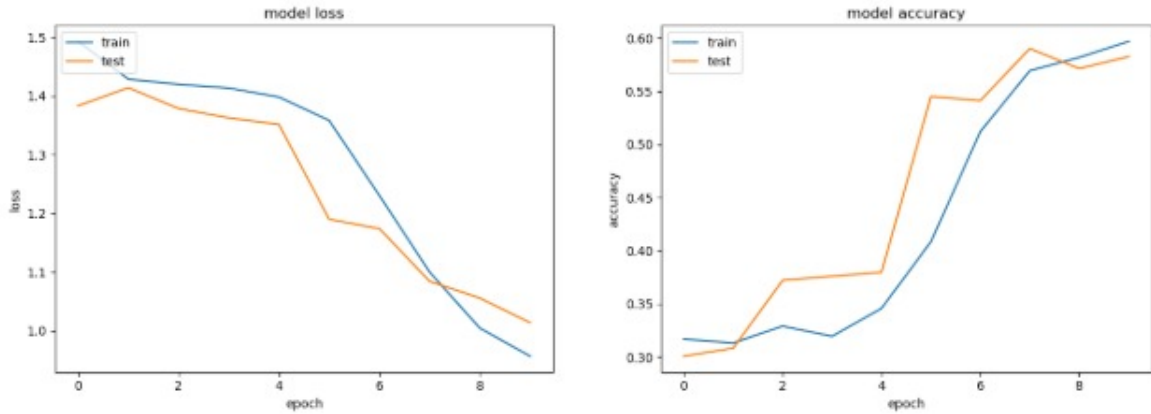 model loss
1.5
1.4
1.3
1.2
1.1
1.0
loss
train
test
0 2 4 6 8
epoch
model accuracy
0.60
0.55
0.50
0.45
0.40
0.35
0.30
accuracy
train
test
0 2 4 6 8
epoch